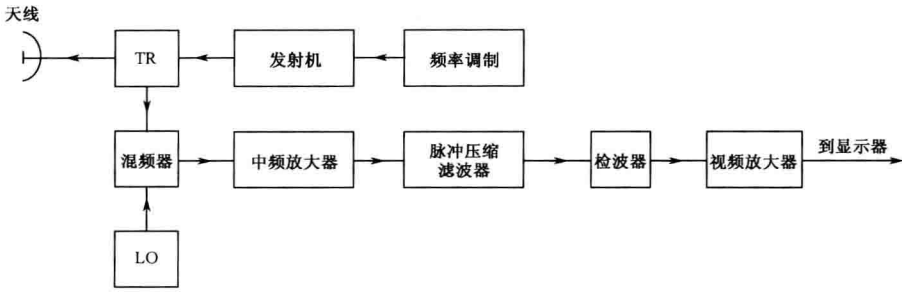 天线
TR
发射机
频率调制
混频器
中频放大器
脉冲压缩
滤波器
检波器
视频放大器
到显示器
LO